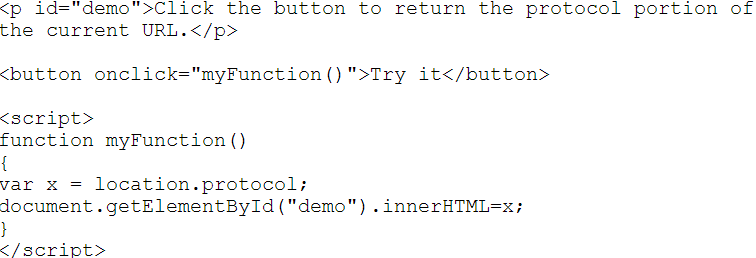 <p id="demo">Click the button to return the protocol portion of
the current URL.</p>
<button onclick="myFunction()">Try it</button>
<script>
function myFunction()
{
var x = location.protocol;
document.getElementById("demo").innerHTML=x;
}
</script>